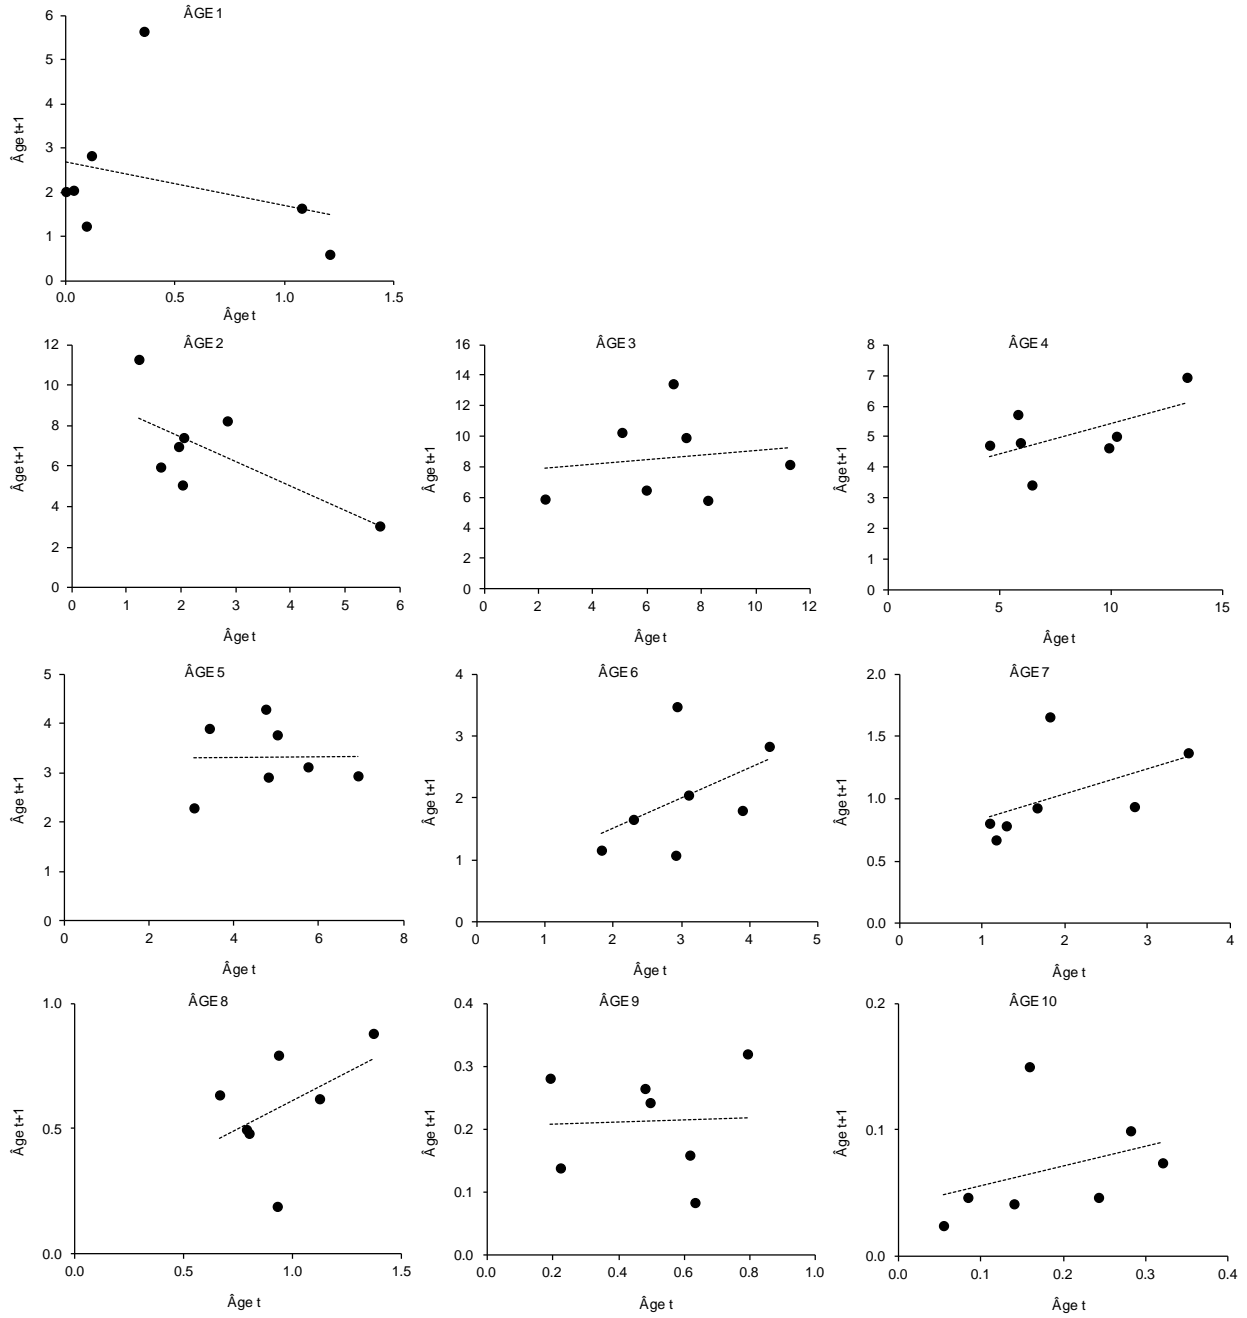 ÂGE 1
6
5
4
3
2
1
0
Âge t+1
0.0 0.5 1.0 1.5
Âge t
ÂGE 2
12
10
8
6
4
2
0
Âge t+1
0 1 2 3 4 5 6
Âge t
ÂGE 3
16
14
12
10
8
6
4
2
0
Âge t+1
0 2 4 6 8 10 12
Âge t
ÂGE 4
8
7
6
5
4
3
2
1
0
Âge t+1
0 5 10 15
Âge t
ÂGE 5
5
4
3
2
1
0
Âge t+1
0 2 4 6 8
Âge t
ÂGE 6
4
3
2
1
0
Âge t+1
0 1 2 3 4 5
Âge t
ÂGE 7
2.0
1.5
1.0
0.5
0.0
Âge t+1
0 1 2 3 4
Âge t
ÂGE 8
1.0
0.5
0.0
Âge t+1
0.0 0.5 1.0 1.5
Âge t
ÂGE 9
0.4
0.3
0.2
0.1
0.0
Âge t+1
0.0 0.2 0.4 0.6 0.8 1.0
Âge t
ÂGE 10
0.2
0.1
0.0
Âge t+1
0.0 0.1 0.2 0.3 0.4
Âge t